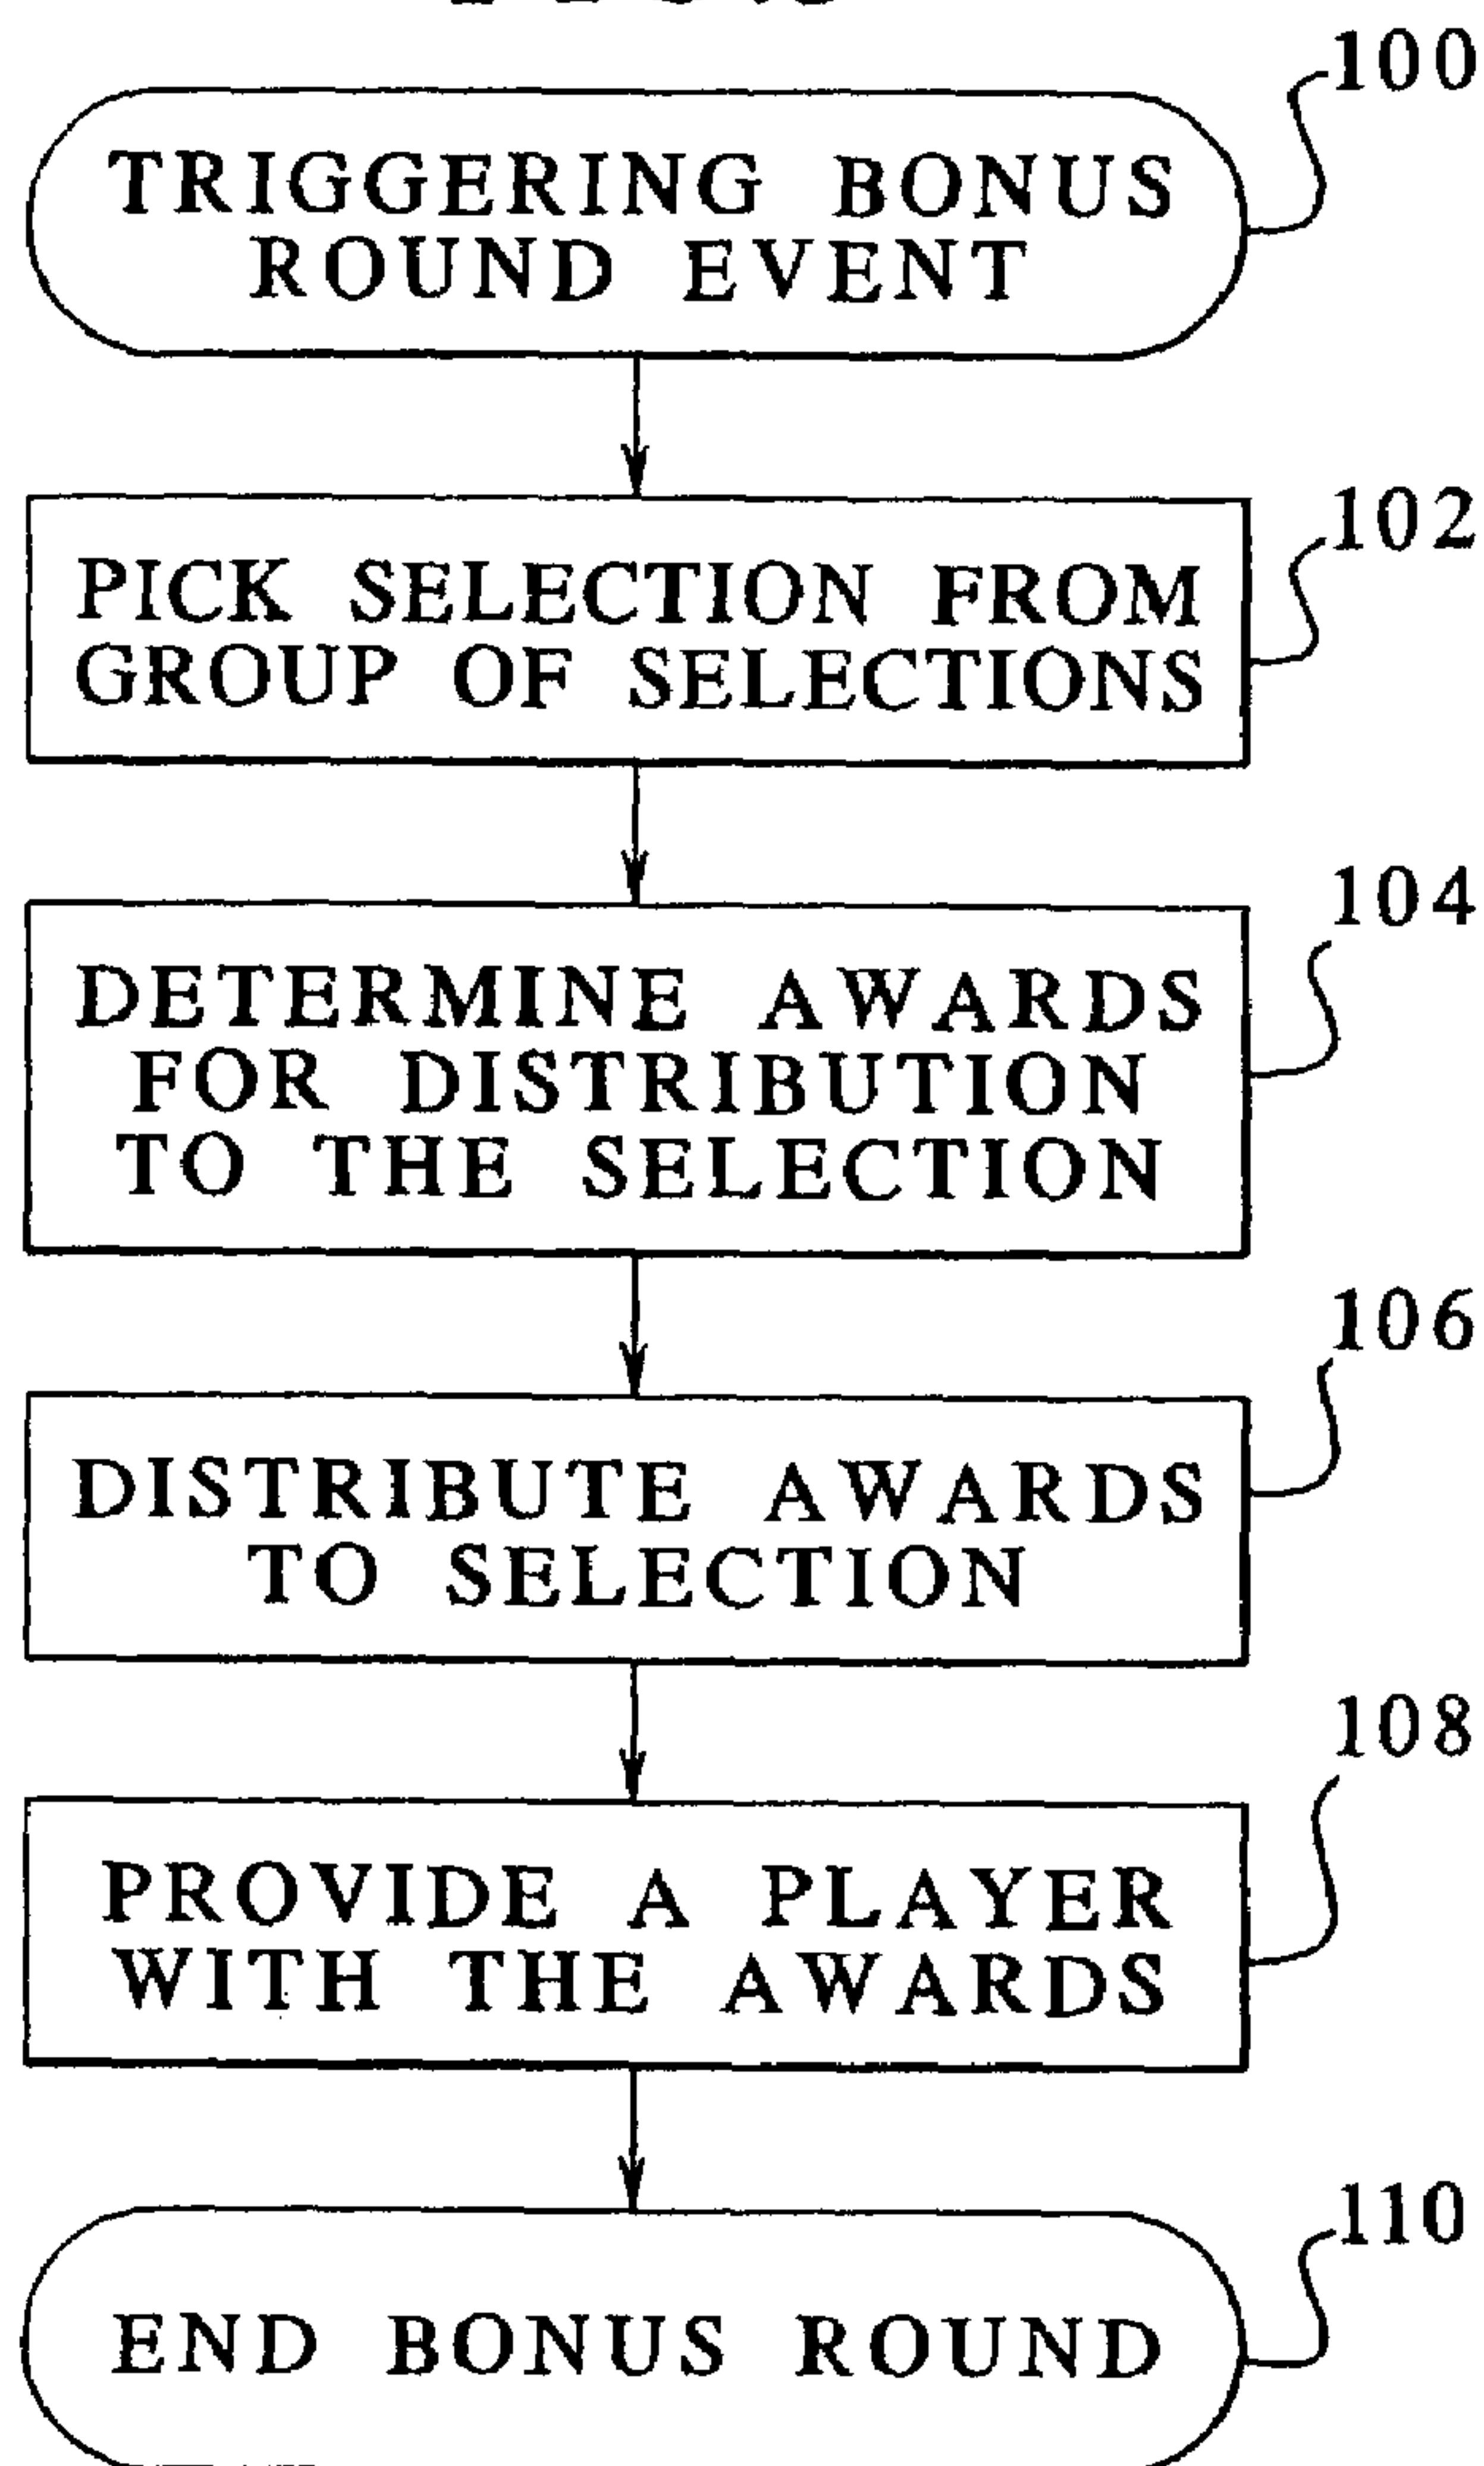 100
TRIGGERING BONUS
ROUND EVENT
102
PICK SELECTION FROM
GROUP OF SELECTIONS
104
DETERMINE AWARDS
FOR DISTRIBUTION
TO THE SELECTION
106
DISTRIBUTE AWARDS
TO SELECTION
108
PROVIDE A PLAYER
WITH THE AWARDS
110
END BONUS ROUND